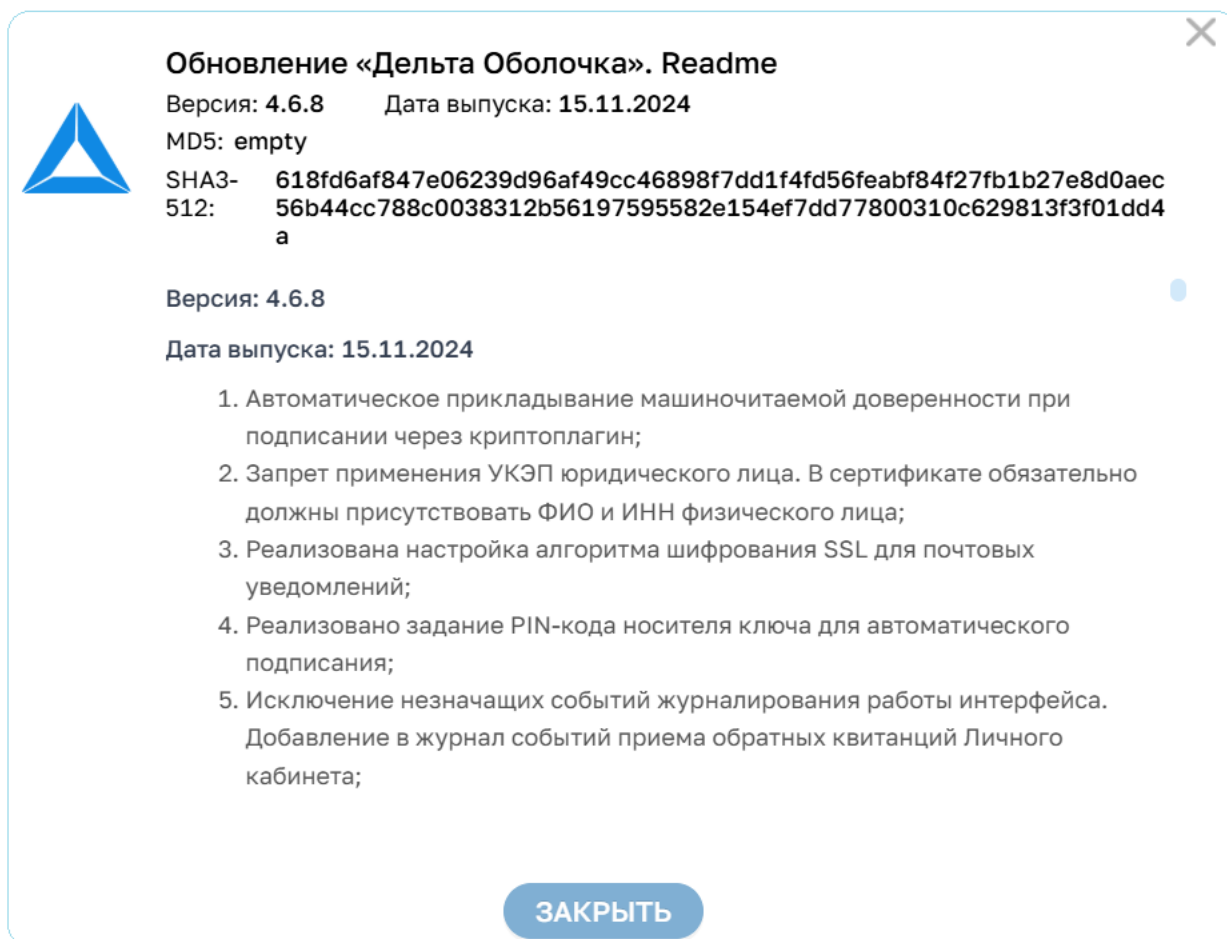 Обновление «Дельта Оболочка». Readme
Версия: 4.6.8 Дата выпуска: 15.11.2024
MD5: empty
SHA3-512: 618fd6af847e06239d96af49cc46898f7dd1f4fd56feabf84f27fb1b27e8d0aec
56b44cc788c0038312b56197595582e154ef7dd77800310c629813f3f01dd4
a
Версия: 4.6.8
Дата выпуска: 15.11.2024
1. Автоматическое прикладывание машиночитаемой доверенности при
подписании через криптоплагин;
2. Запрет применения УКЭП юридического лица. В сертификате обязательно
должны присутствовать ФИО и ИНН физического лица;
3. Реализована настройка алгоритма шифрования SSL для почтовых
уведомлений;
4. Реализовано задание PIN-кода носителя ключа для автоматического
подписания;
5. Исключение незначащих событий журналирования работы интерфейса.
Добавление в журнал событий приема обратных квитанций Личного
кабинета;
ЗАКРЫТЬ